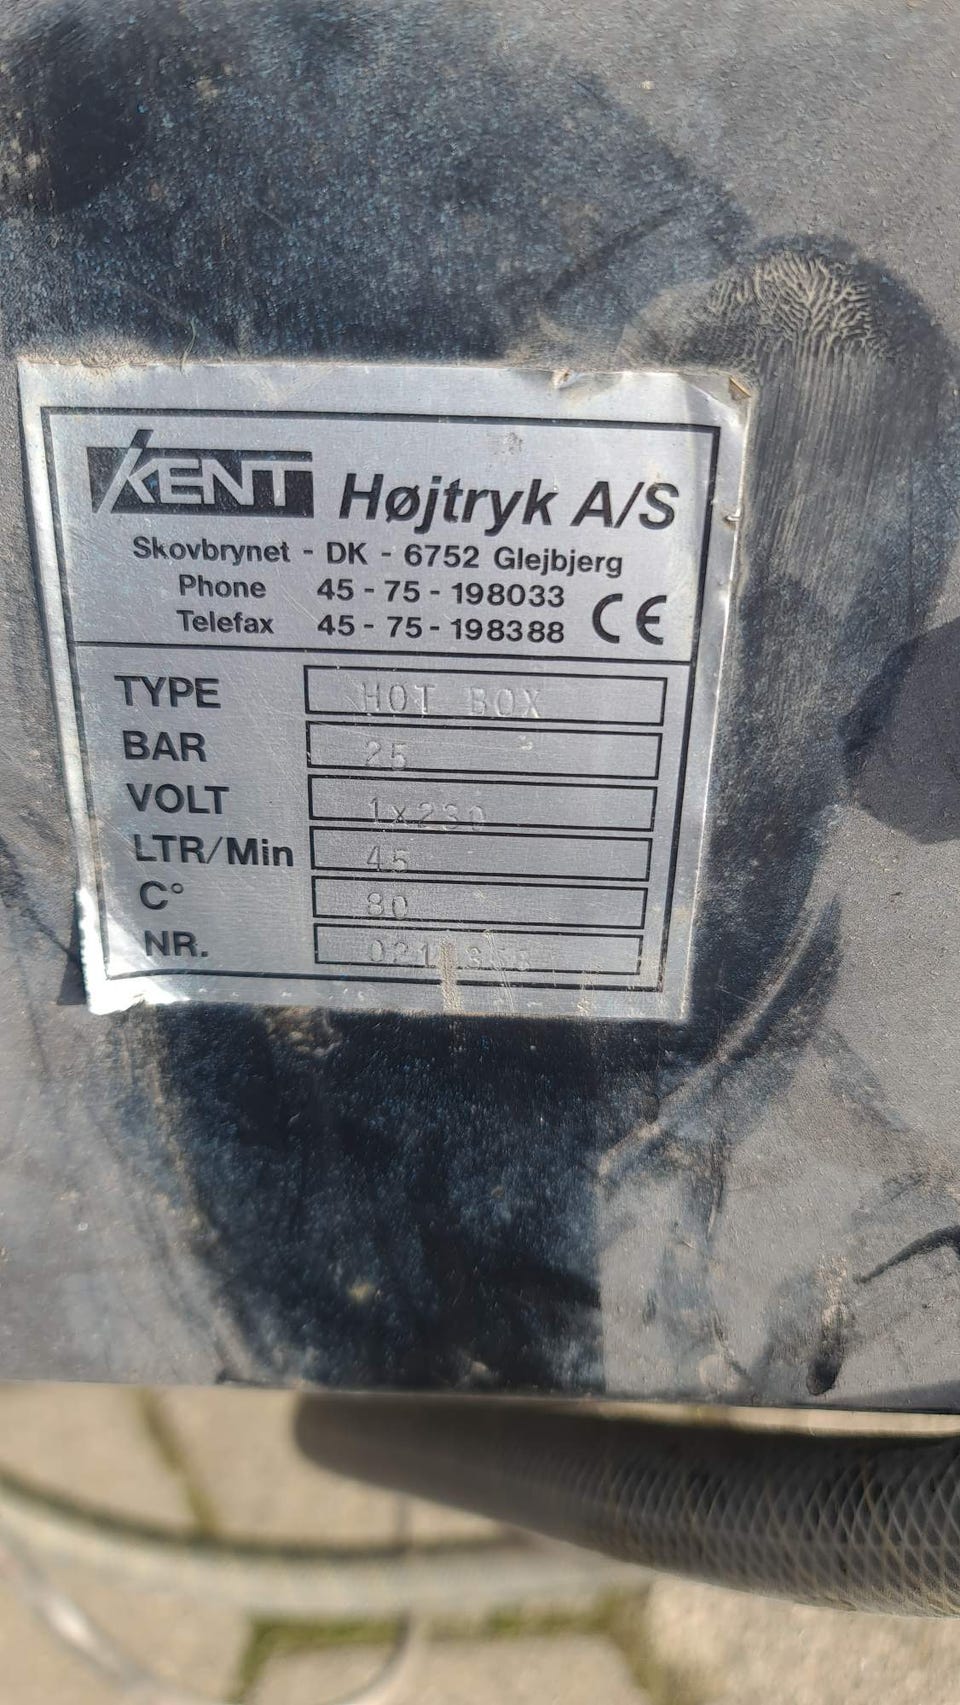 KENT Højtryk A/S
Skovbrynet - DK - 6752 Glejbjerg
Phone 45 - 75 - 198033
Telefax 45 - 75 - 198388 CE
TYPE HOT BOX
BAR 25
VOLT 1x230
LTR/Min 45
C° 80
NR.